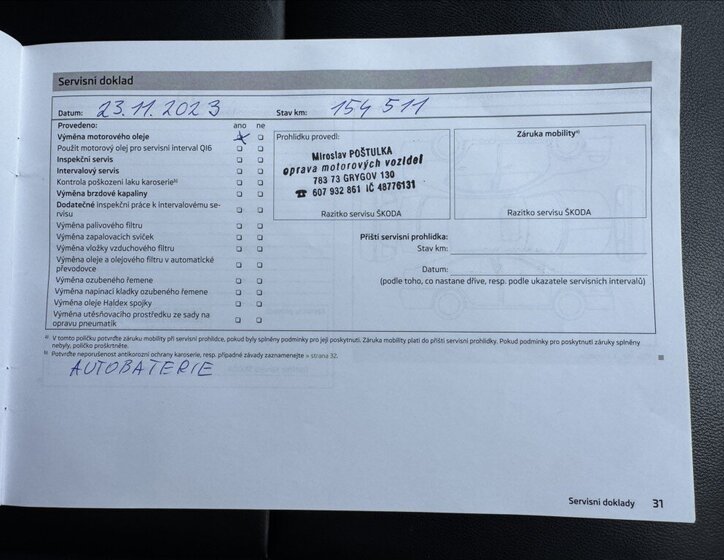 Servisní doklad
Datum: 23.11.2023 Stav km: 154 511
Provedeno: ano ne
Výměna motorového oleje
Použit motorový olej pro servisní interval QI6
Inspekční servis
Intervalový servis
Kontrola poškození laku karoserie b)
Výměna brzdové kapaliny
Dodatečné inspekční práce k intervalovému se-
rvisu
Výměna palivového filtru
Výměna zapalovacích svíček
Výměna vložky vzduchového filtru
Výměna oleje a olejového filtru v automatické
převodovce
Výměna ozubeného řemene
Výměna napínací kladky ozubeného řemene
Výměna oleje Haldex spojky
Výměna utěsňovacího prostředku ze sady na
opravu pneumatik
Prohlídku provedl:
Miroslav POŠTULKA
oprava motorových vozidel
783 73 GRYGOV 130
☎ 607 932 861 IČ 48776131
Razítko servisu ŠKODA
Záruka mobility a)
Razítko servisu ŠKODA
Příští servisní prohlídka:
Stav km:
Datum:
(podle toho, co nastane dříve, resp. podle ukazatele servisních intervalů)
a) V tomto políčku potvrďte záruku mobility při servisní prohlídce, pokud byly splněny podmínky pro její poskytnutí. Záruka mobility platí do příští servisní prohlídky. Pokud podmínky pro poskytnutí záruky splněny
nebyly, políčko proškrtněte.
b) Potvrďte neporušenost antikorozní ochrany karoserie, resp. případné závady zaznamenejte » strana 32.
AUTOBATERIE
Servisní doklady 31